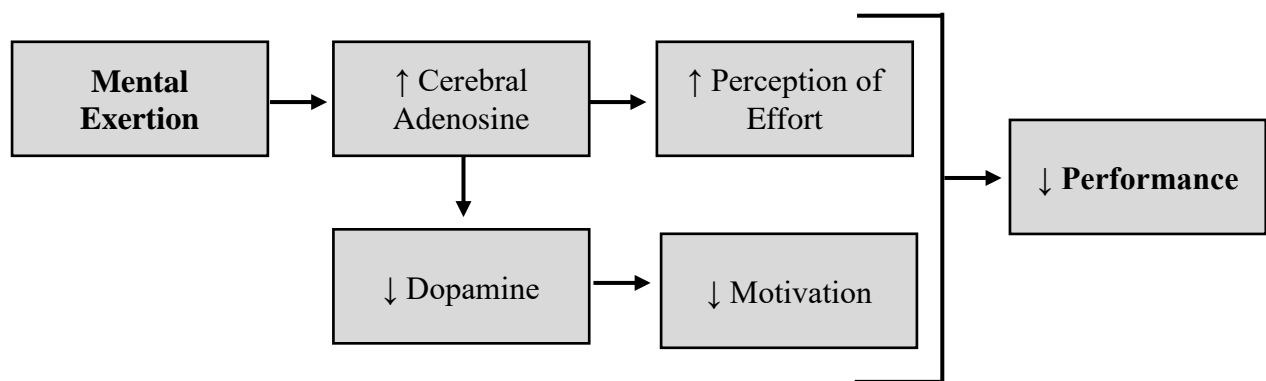 Mental
Exertion
↑ Cerebral
Adenosine
↑ Perception of
Effort
↓ Performance
↓ Dopamine
↓ Motivation